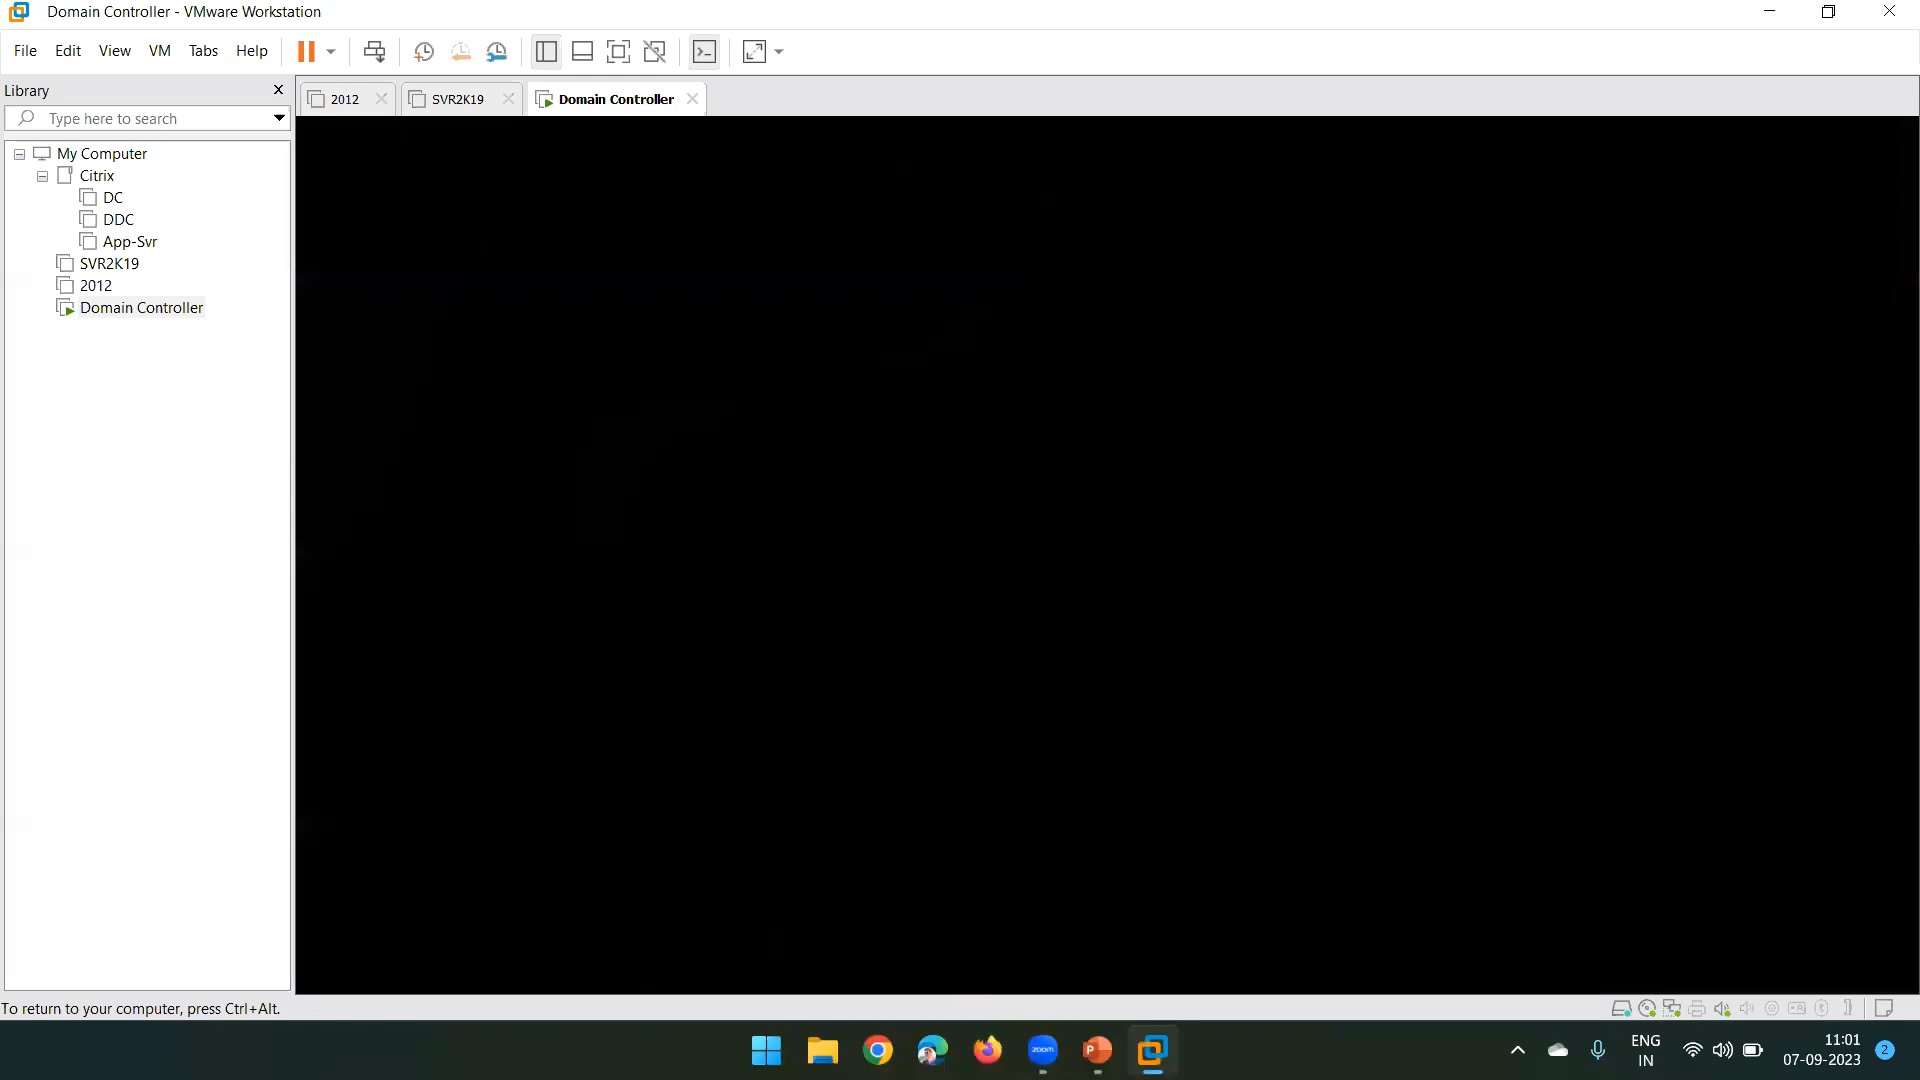 Domain Controller - VMware Workstation
File Edit View VM Tabs Help
Library
Type here to search
2012 SVR2K19 Domain Controller
My Computer
Citrix
DC
DDC
App-Svr
SVR2K19
2012
Domain Controller
To return to your computer, press Ctrl+Alt.
zoom
P
ENG
IN
11:01
07-09-2023
2